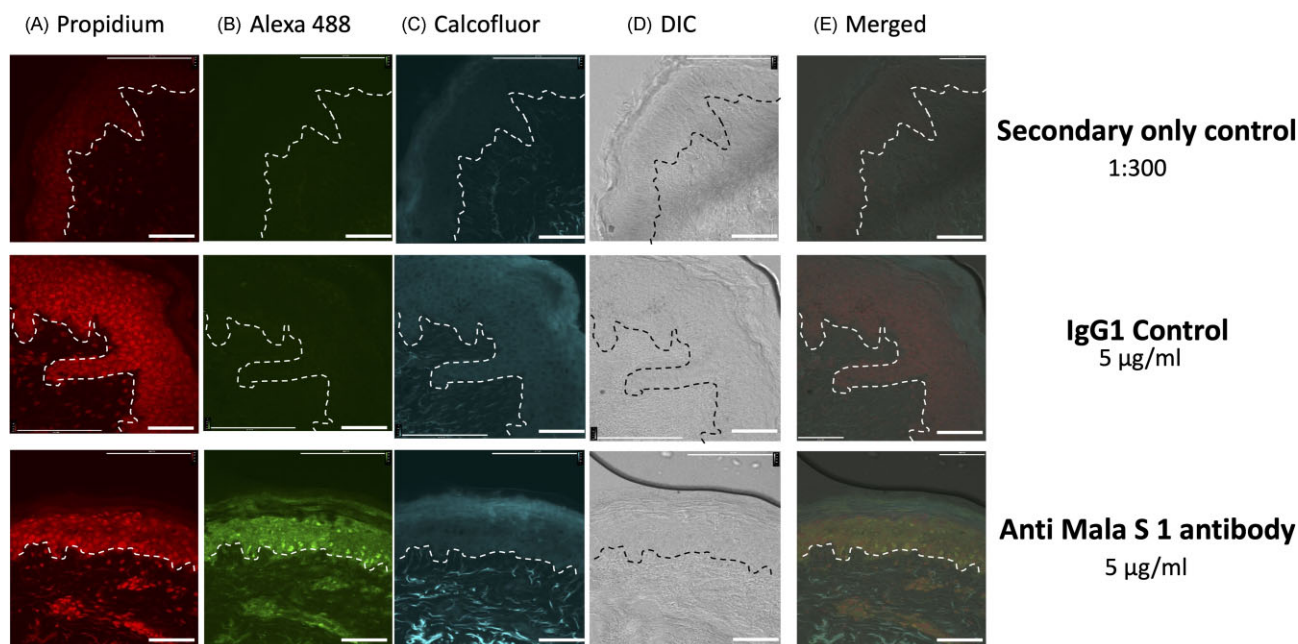 (A) Propidium (B) Alexa 488 (C) Calcofluor (D) DIC (E) Merged
Secondary only control
1:300
IgG1 Control
5 µg/ml
Anti Mala S 1 antibody
5 µg/ml